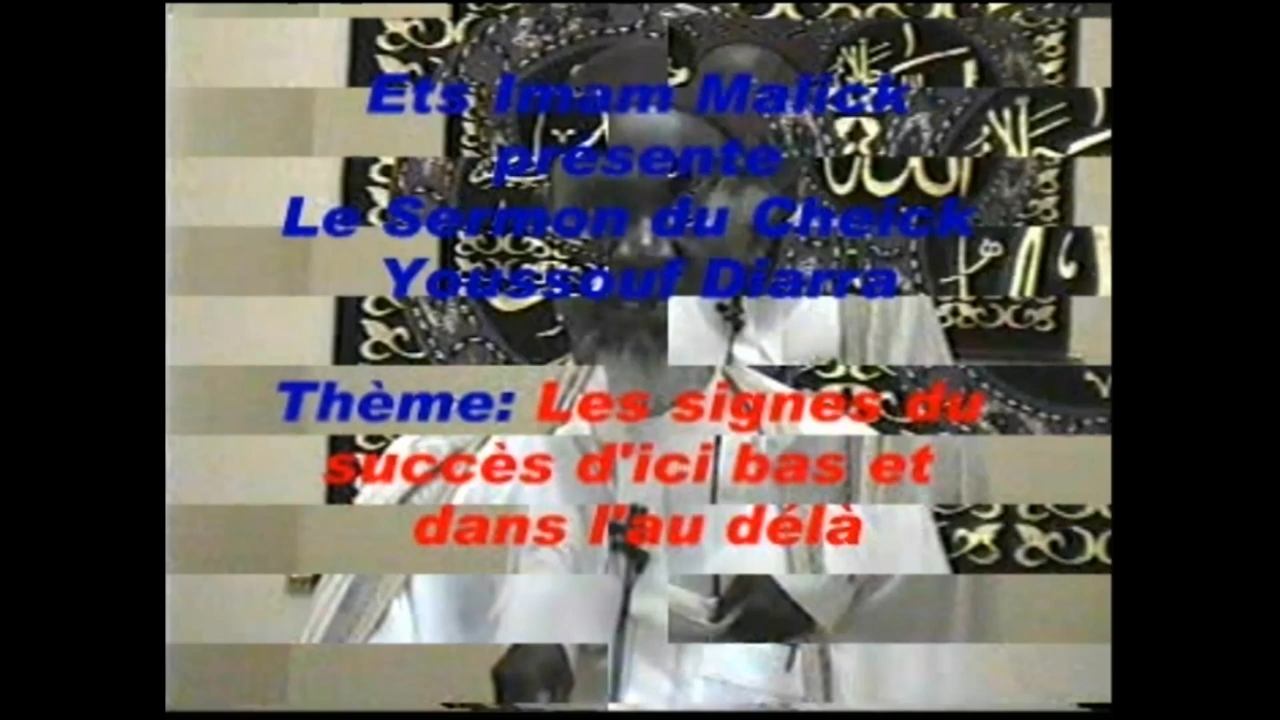 Ets Imam Malick
présente
Le Sermon du Cheick
Youssouf Diarra
Thème: Les signes du
succès d'ici bas et
dans l'au délà